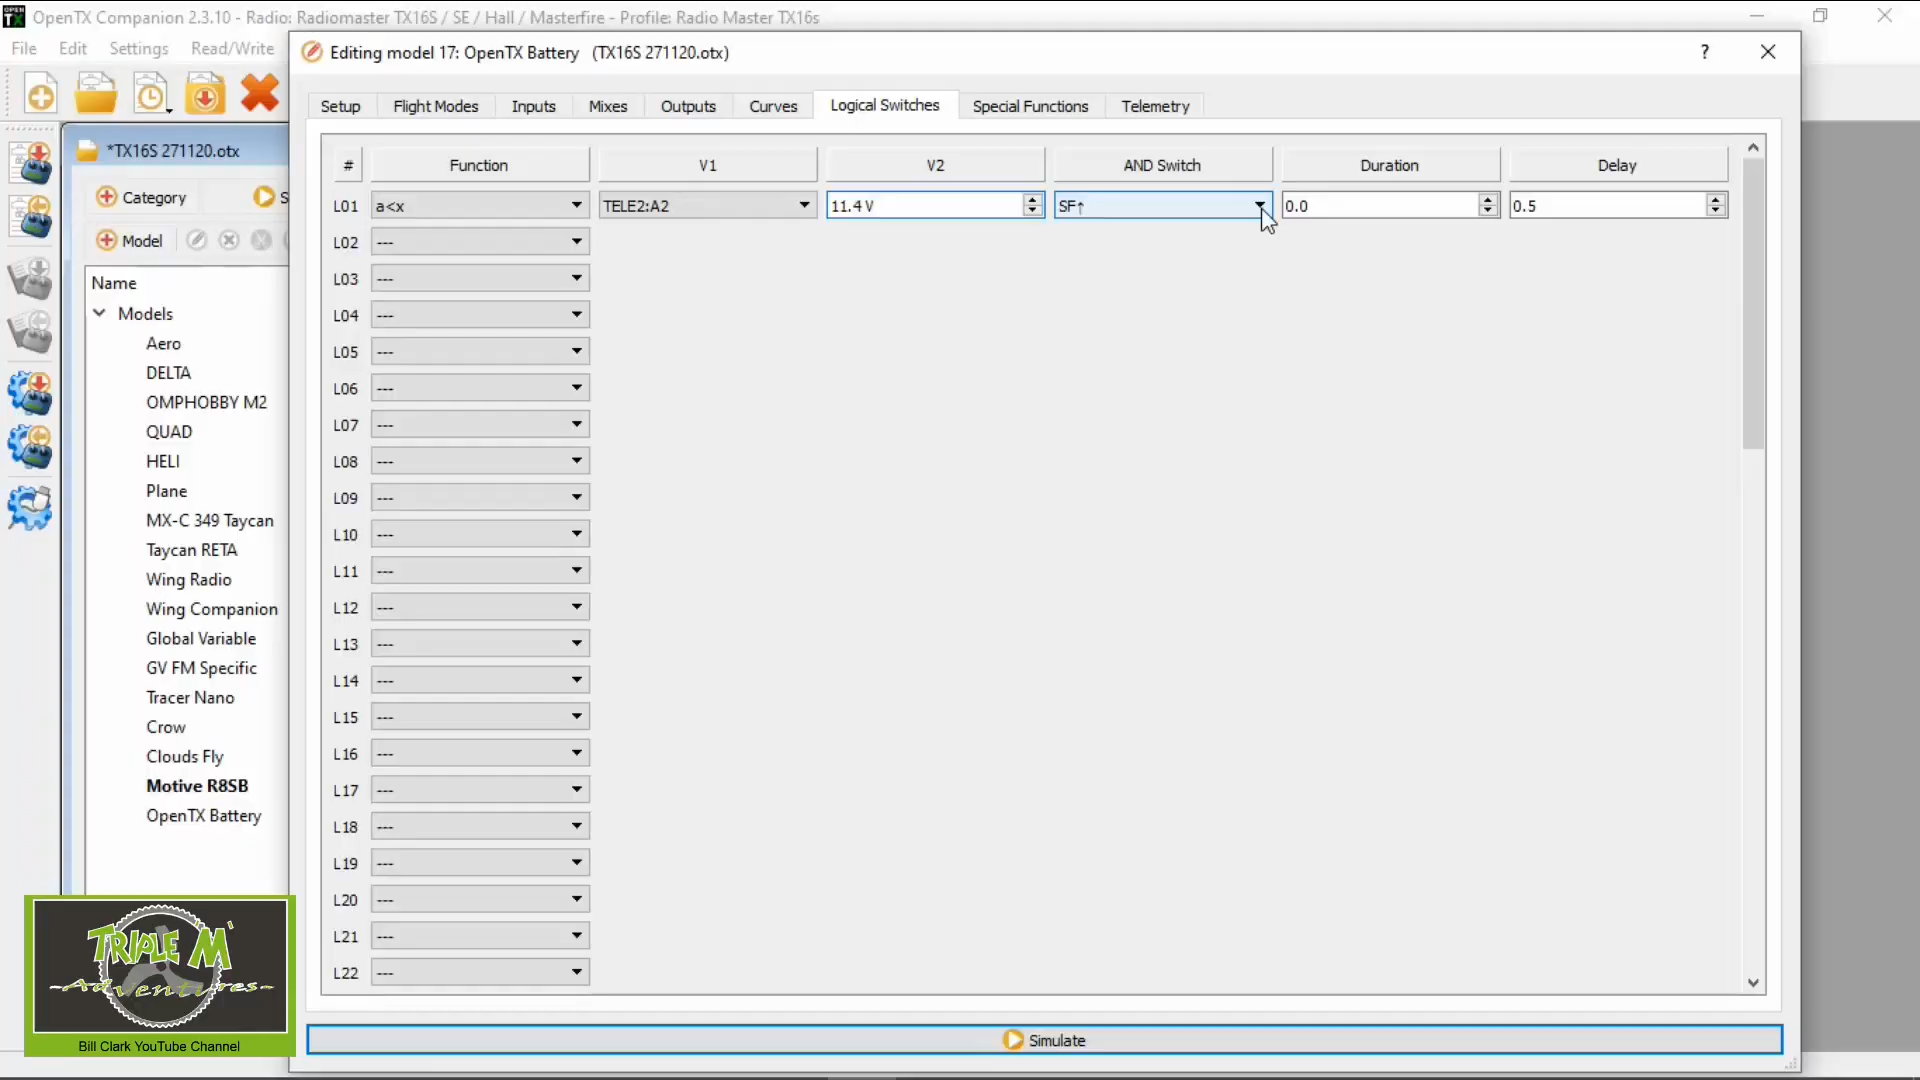 OpenTX Companion 2.3.10 - Radio: Radiomaster TX16S / SE / Hall / Masterfire - Profile: Radio Master TX16s
File Edit Settings Read/Write
Editing model 17: OpenTX Battery (TX16S 271120.otx)
Setup Flight Modes Inputs Mixes Outputs Curves Logical Switches Special Functions Telemetry
*TX16S 271120.otx
Category S
Model
Name
Models
Aero
DELTA
OMPHOBBY M2
QUAD
HELI
Plane
MX-C 349 Taycan
Taycan RETA
Wing Radio
Wing Companion
Global Variable
GV FM Specific
Tracer Nano
Crow
Clouds Fly
Motive R8SB
OpenTX Battery
# Function V1 V2 AND Switch Duration Delay
L01 a<x TELE2:A2 11.4 V SF↑ 0.0 0.5
L02 ---
L03 ---
L04 ---
L05 ---
L06 ---
L07 ---
L08 ---
L09 ---
L10 ---
L11 ---
L12 ---
L13 ---
L14 ---
L15 ---
L16 ---
L17 ---
L18 ---
L19 ---
L20 ---
L21 ---
L22 ---
Simulate
TRIPLE M
-Adventures-
Bill Clark YouTube Channel